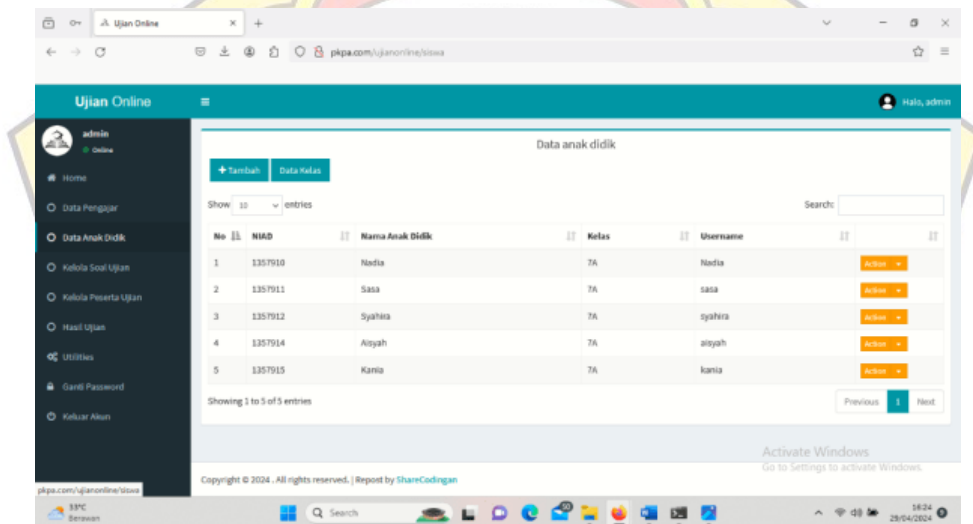 Ujian Online
pkpa.com/ujianonline/siswa
Ujian Online
Halo, admin
admin
Online
Home
Data Pengajar
Data Anak Didik
Kelola Soal Ujian
Kelola Peserta Ujian
Hasil Ujian
Utilities
Ganti Password
Keluar Akun
Data anak didik
+ Tambah Data Kelas
Show 10 entries Search:
No NIAD Nama Anak Didik Kelas Username
1 1357910 Nadia 7A Nadia Action
2 1357911 Sasa 7A sasa Action
3 1357912 Syahira 7A syahira Action
4 1357914 Aisyah 7A aisyah Action
5 1357915 Kania 7A kania Action
Showing 1 to 5 of 5 entries Previous 1 Next
Activate Windows
Go to Settings to activate Windows.
Copyright © 2024 . All rights reserved. | Repost by ShareCodingan
pkpa.com/ujianonline/siswa
33°C
Berawan
Search
16:24
29/04/2024